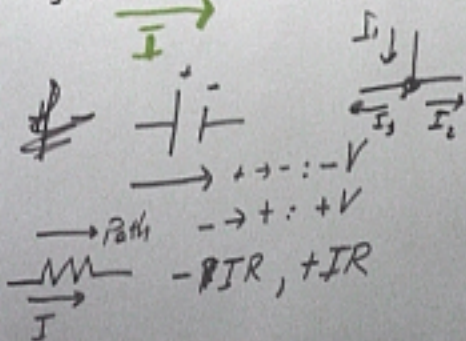 I
I₁
+ -
I₃ I₂
+ → - : - V
→ Path - → + : + V
- IR, + IR
I